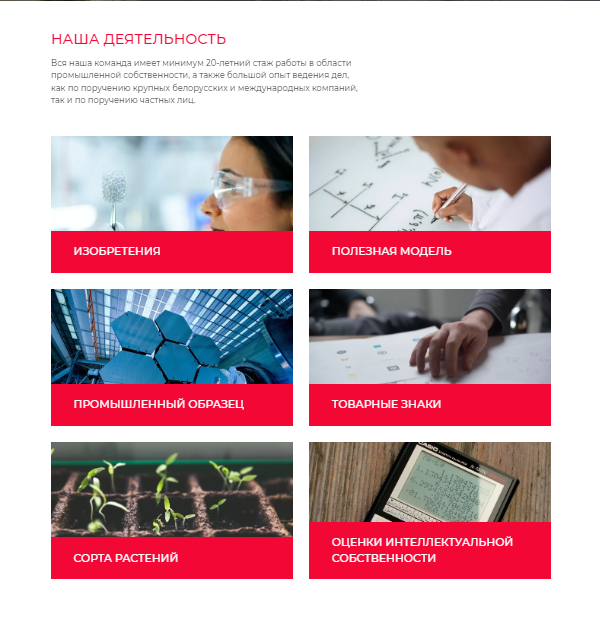 НАША ДЕЯТЕЛЬНОСТЬ
Вся наша команда имеет минимум 20-летний стаж работы в области
промышленной собственности, а также большой опыт ведения дел,
как по поручению крупных белорусских и международных компаний,
так и по поручению частных лиц.
ИЗОБРЕТЕНИЯ
ПОЛЕЗНАЯ МОДЕЛЬ
ПРОМЫШЛЕННЫЙ ОБРАЗЕЦ
ТОВАРНЫЕ ЗНАКИ
CASIO
СОРТА РАСТЕНИЙ
ОЦЕНКИ ИНТЕЛЛЕКТУАЛЬНОЙ
СОБСТВЕННОСТИ